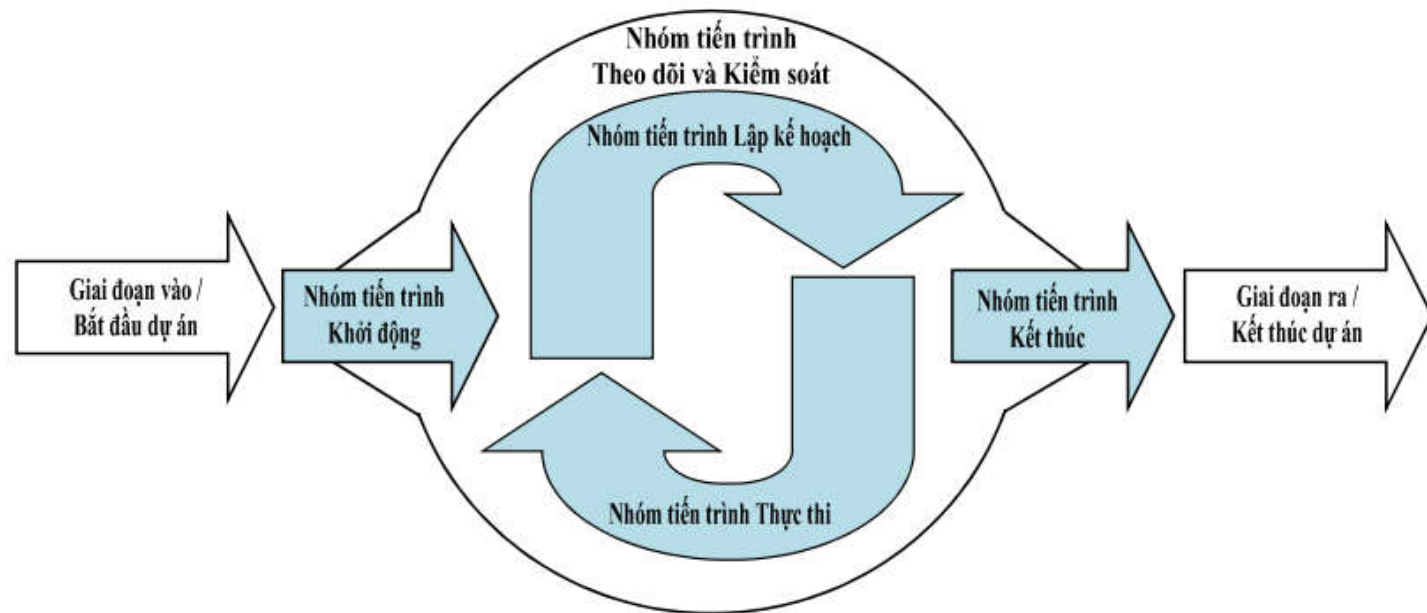 Nhóm tiến trình
Theo dõi và Kiểm soát
Nhóm tiến trình Lập kế hoạch
Giai đoạn vào /
Bắt đầu dự án
Nhóm tiến trình
Khởi động
Nhóm tiến trình
Kết thúc
Giai đoạn ra /
Kết thúc dự án
Nhóm tiến trình Thực thi